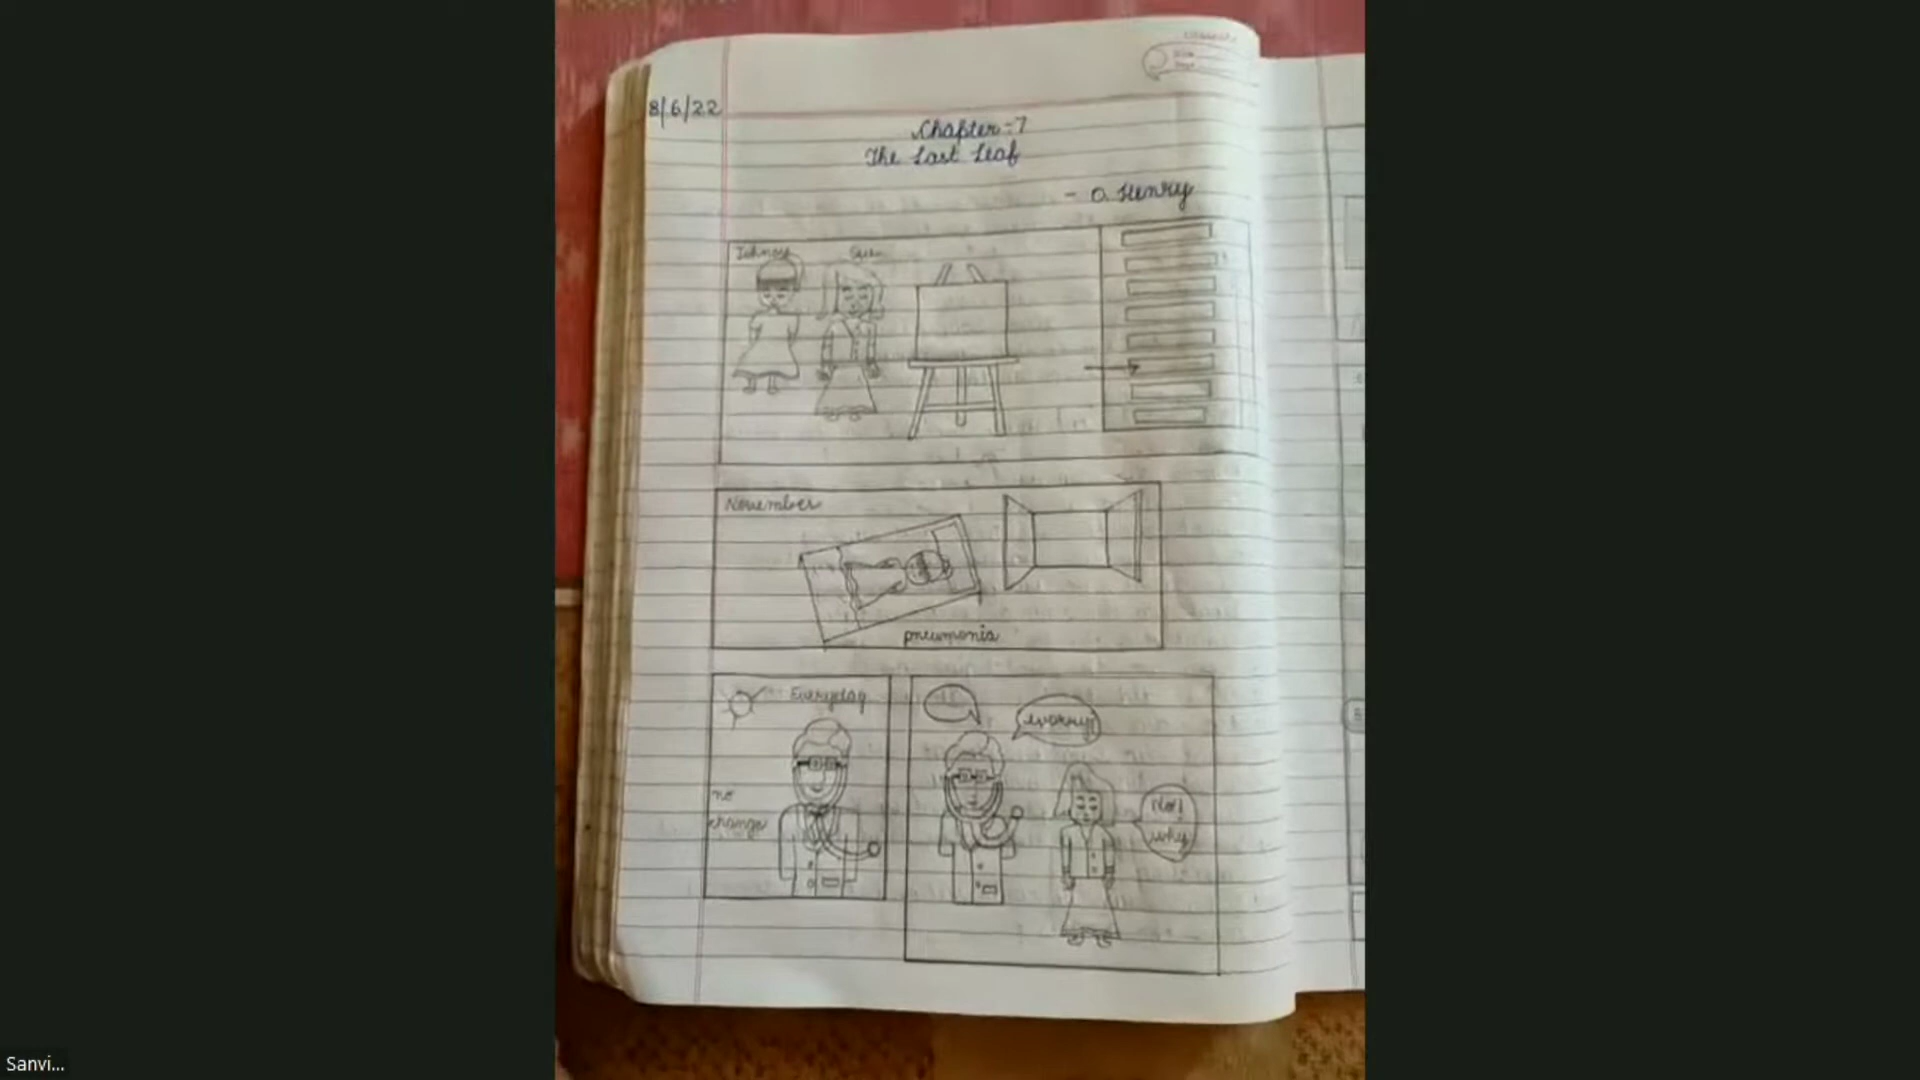 8/6/22
Chapter-7
The Last Leaf
- O. Henry
Johnsy Sue
November
pneumonia
Everyday
no
change
worry!
No!
why
Sanvi...